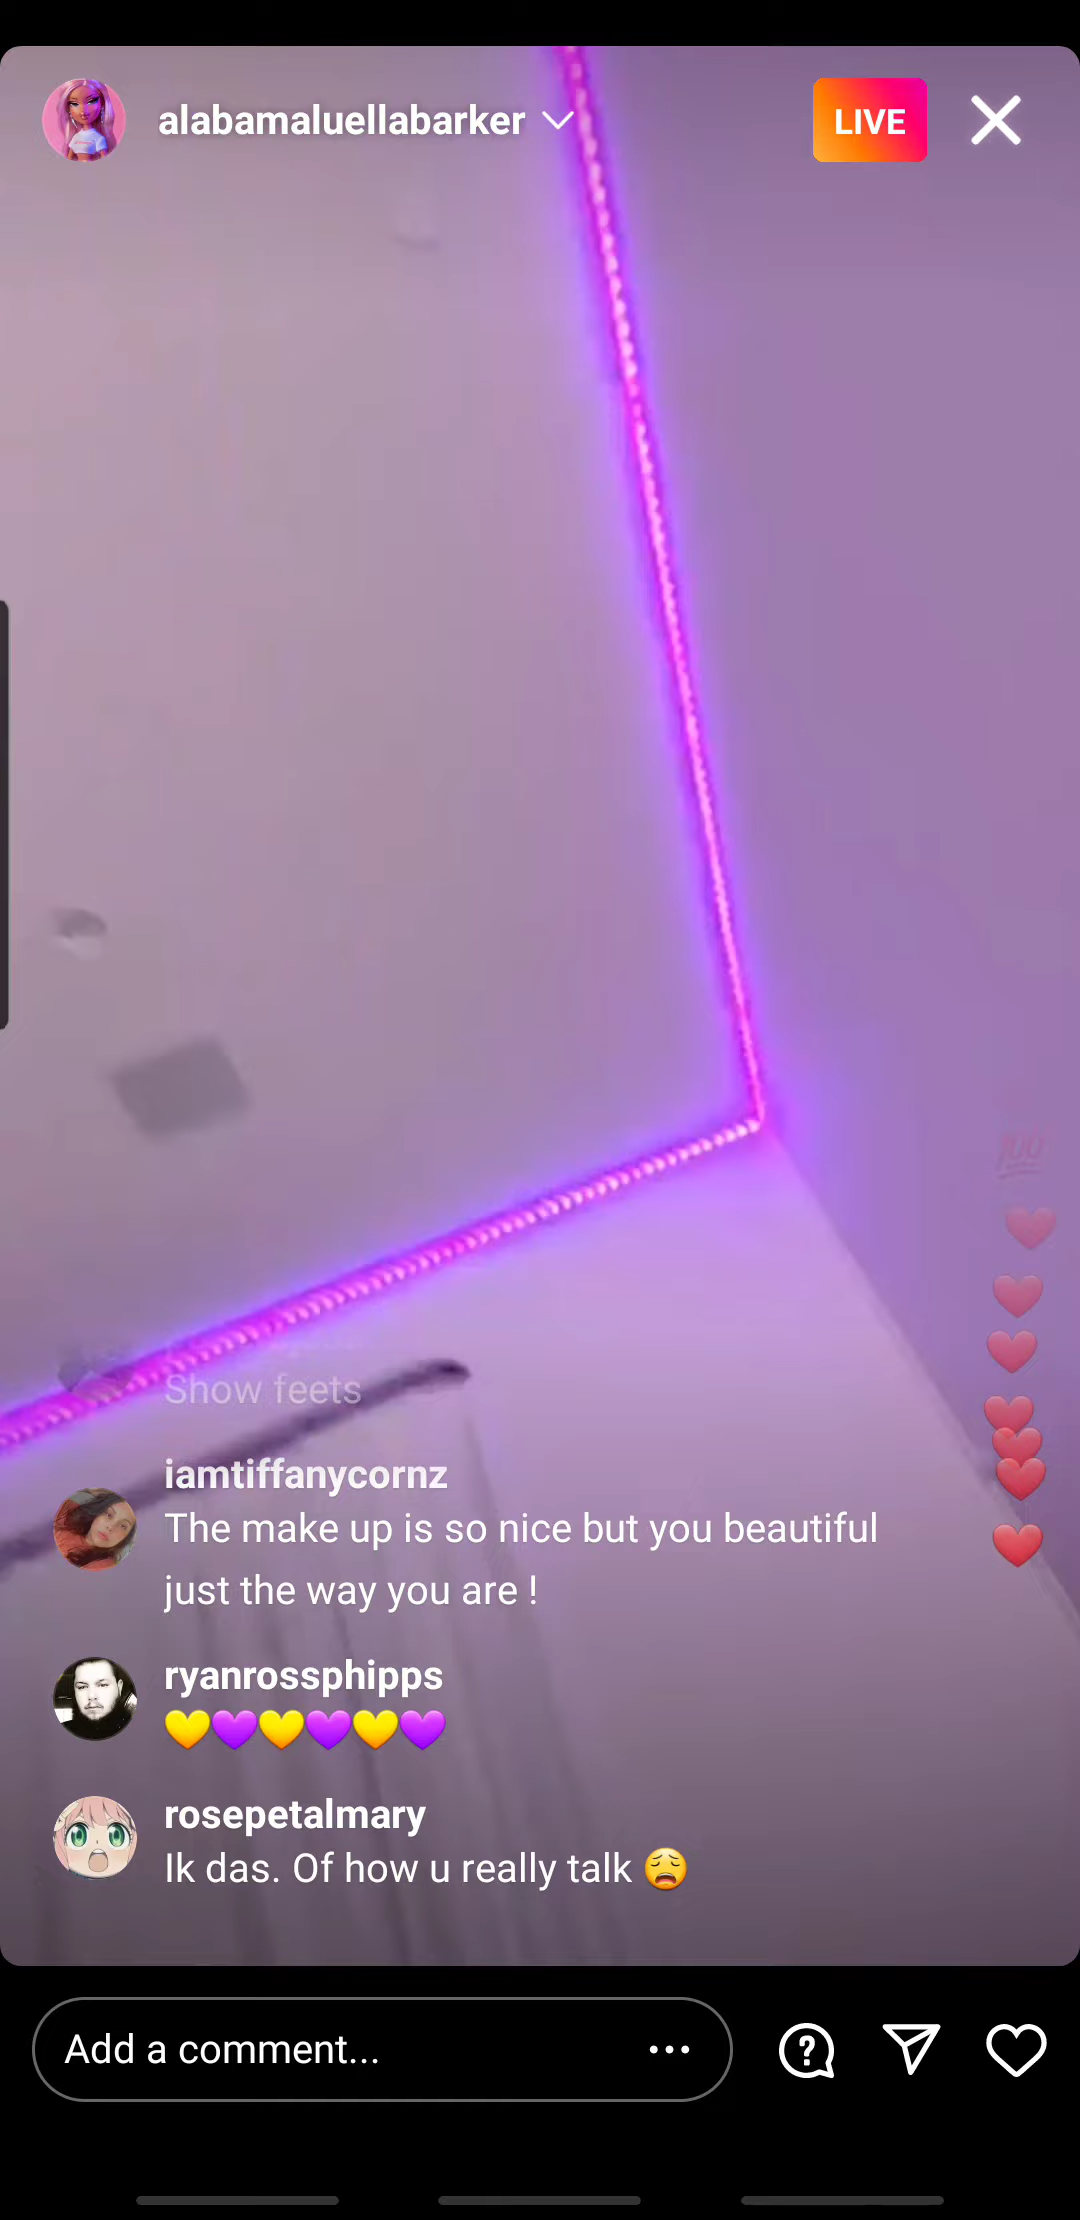 alabamaluellabarker
LIVE
Show feets
iamtiffanycornz
The make up is so nice but you beautiful
just the way you are !
ryanrossphipps
💛💜💛💜💛💜
rosepetalmary
Ik das. Of how u really talk 😩
Add a comment...